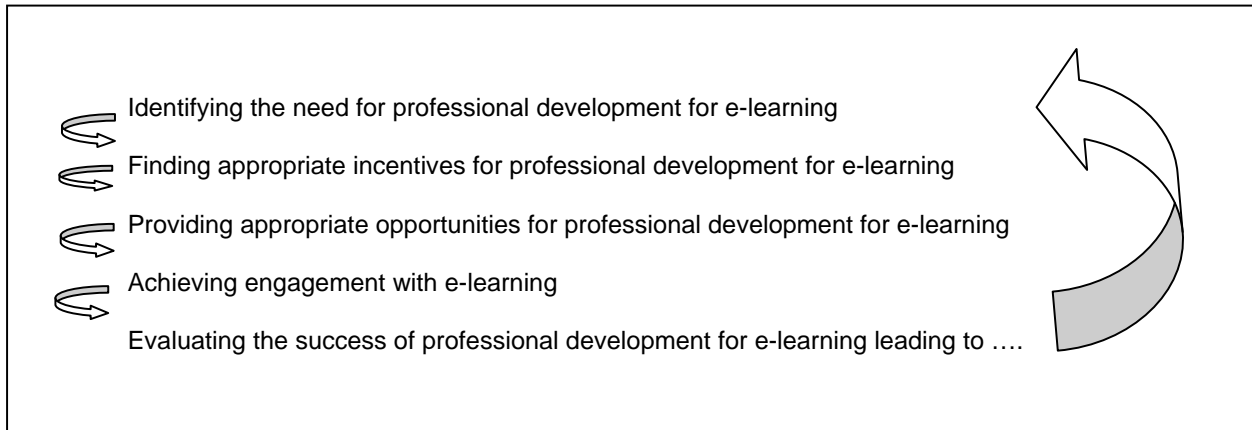 Identifying the need for professional development for e-learning
Finding appropriate incentives for professional development for e-learning
Providing appropriate opportunities for professional development for e-learning
Achieving engagement with e-learning
Evaluating the success of professional development for e-learning leading to ….